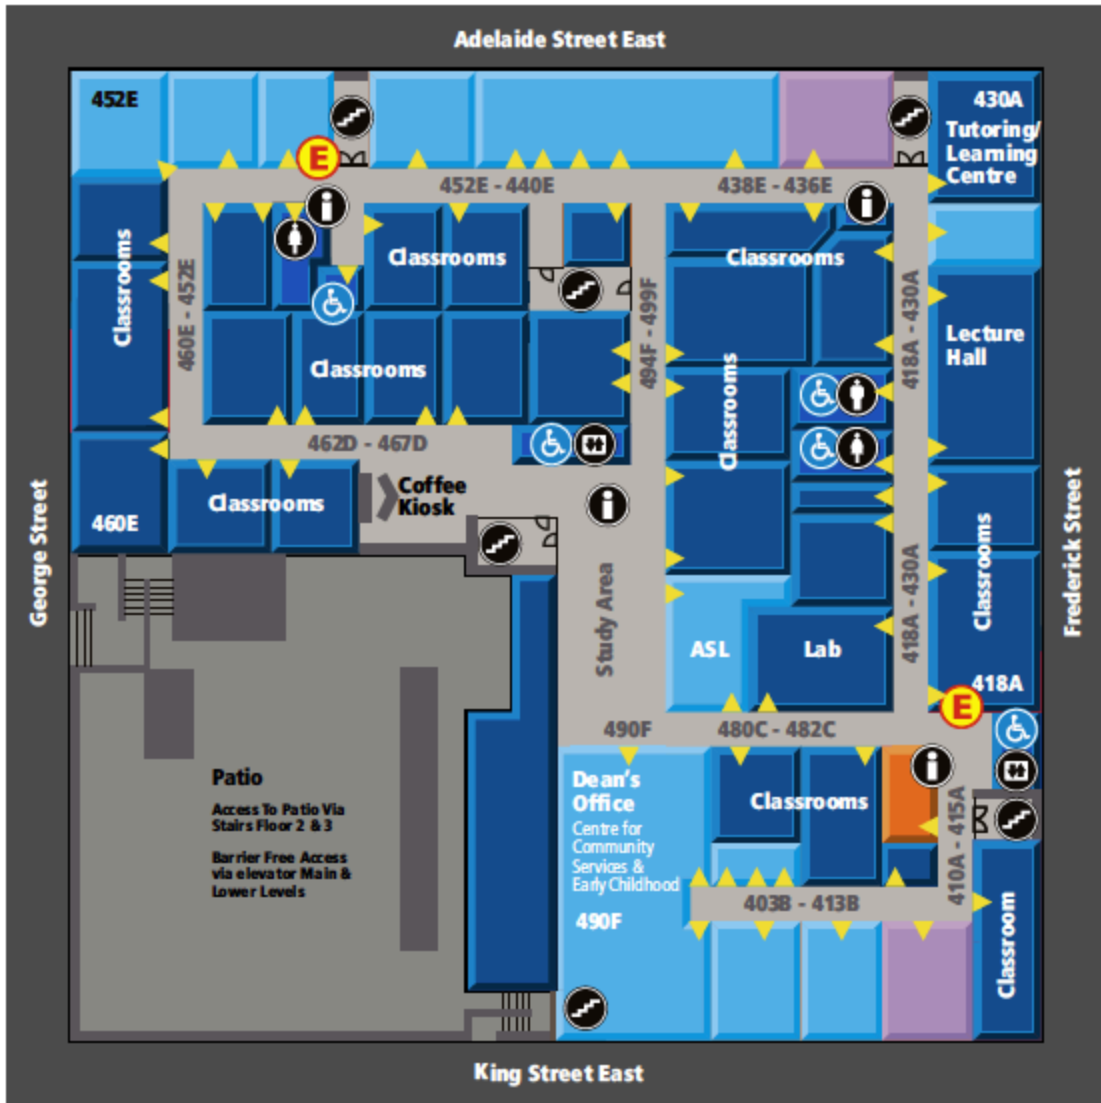 Adelaide Street East
452E
430A
Tutoring/
Learning
Centre
E
452E - 440E
438E - 436E
Classrooms
Classrooms
Classrooms
460E - 452E
494F - 499F
418A - 430A
Lecture
Hall
Classrooms
Classrooms
462D - 467D
Coffee
Kiosk
Classrooms
460E
George Street
Frederick Street
Study Area
418A - 430A
Classrooms
ASL
Lab
418A
E
490F
480C - 482C
Dean's
Office
Centre for
Community
Services &
Early Childhood
490F
Classrooms
410A - 415A
403B - 413B
Classroom
Patio
Access To Patio Via
Stairs Floor 2 & 3
Barrier Free Access
via elevator Main &
Lower Levels
King Street East